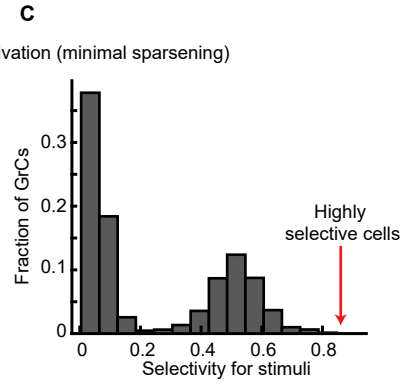 C
ivation (minimal sparsening)
Fraction of GrCs
0.3
0.2
0.1
0
Highly
selective cells
0 0.2 0.4 0.6 0.8
Selectivity for stimuli